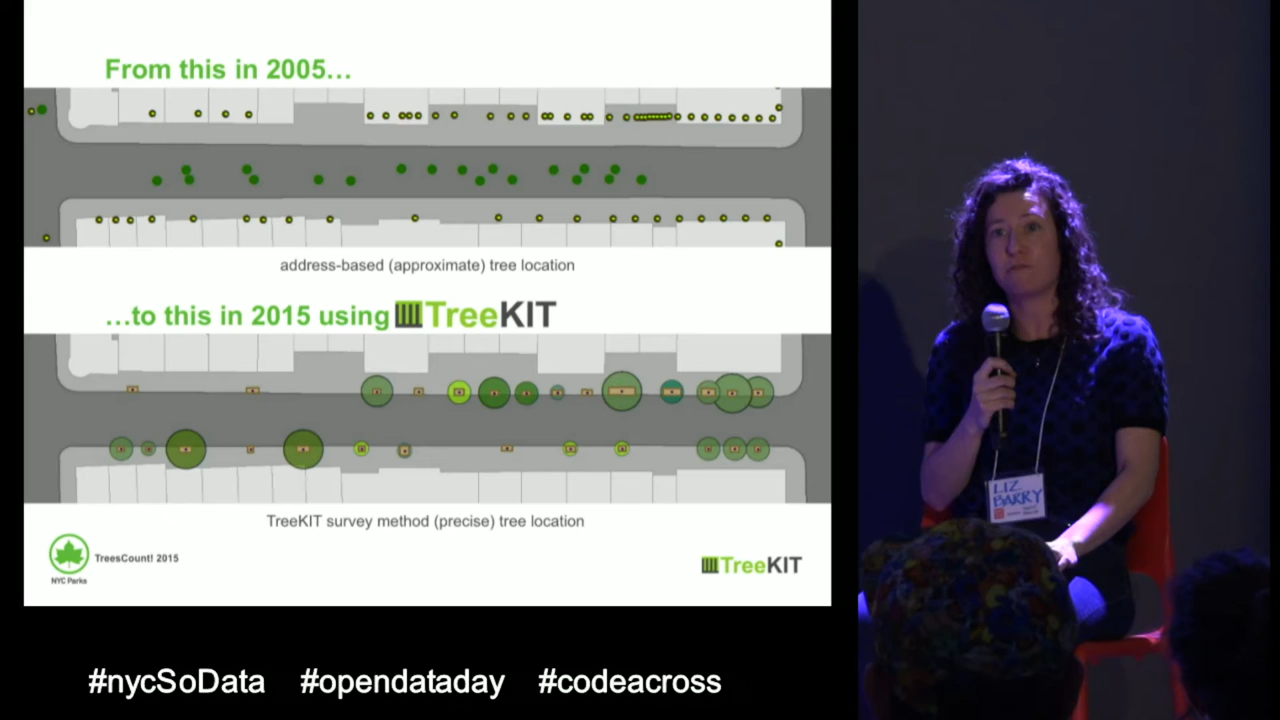 From this in 2005...
address-based (approximate) tree location
...to this in 2015 using TreeKIT
TreeKIT survey method (precise) tree location
NYC Parks
TreesCount! 2015
TreeKIT
#nycSoData #opendataday #codeacross
LIZ
BARRY